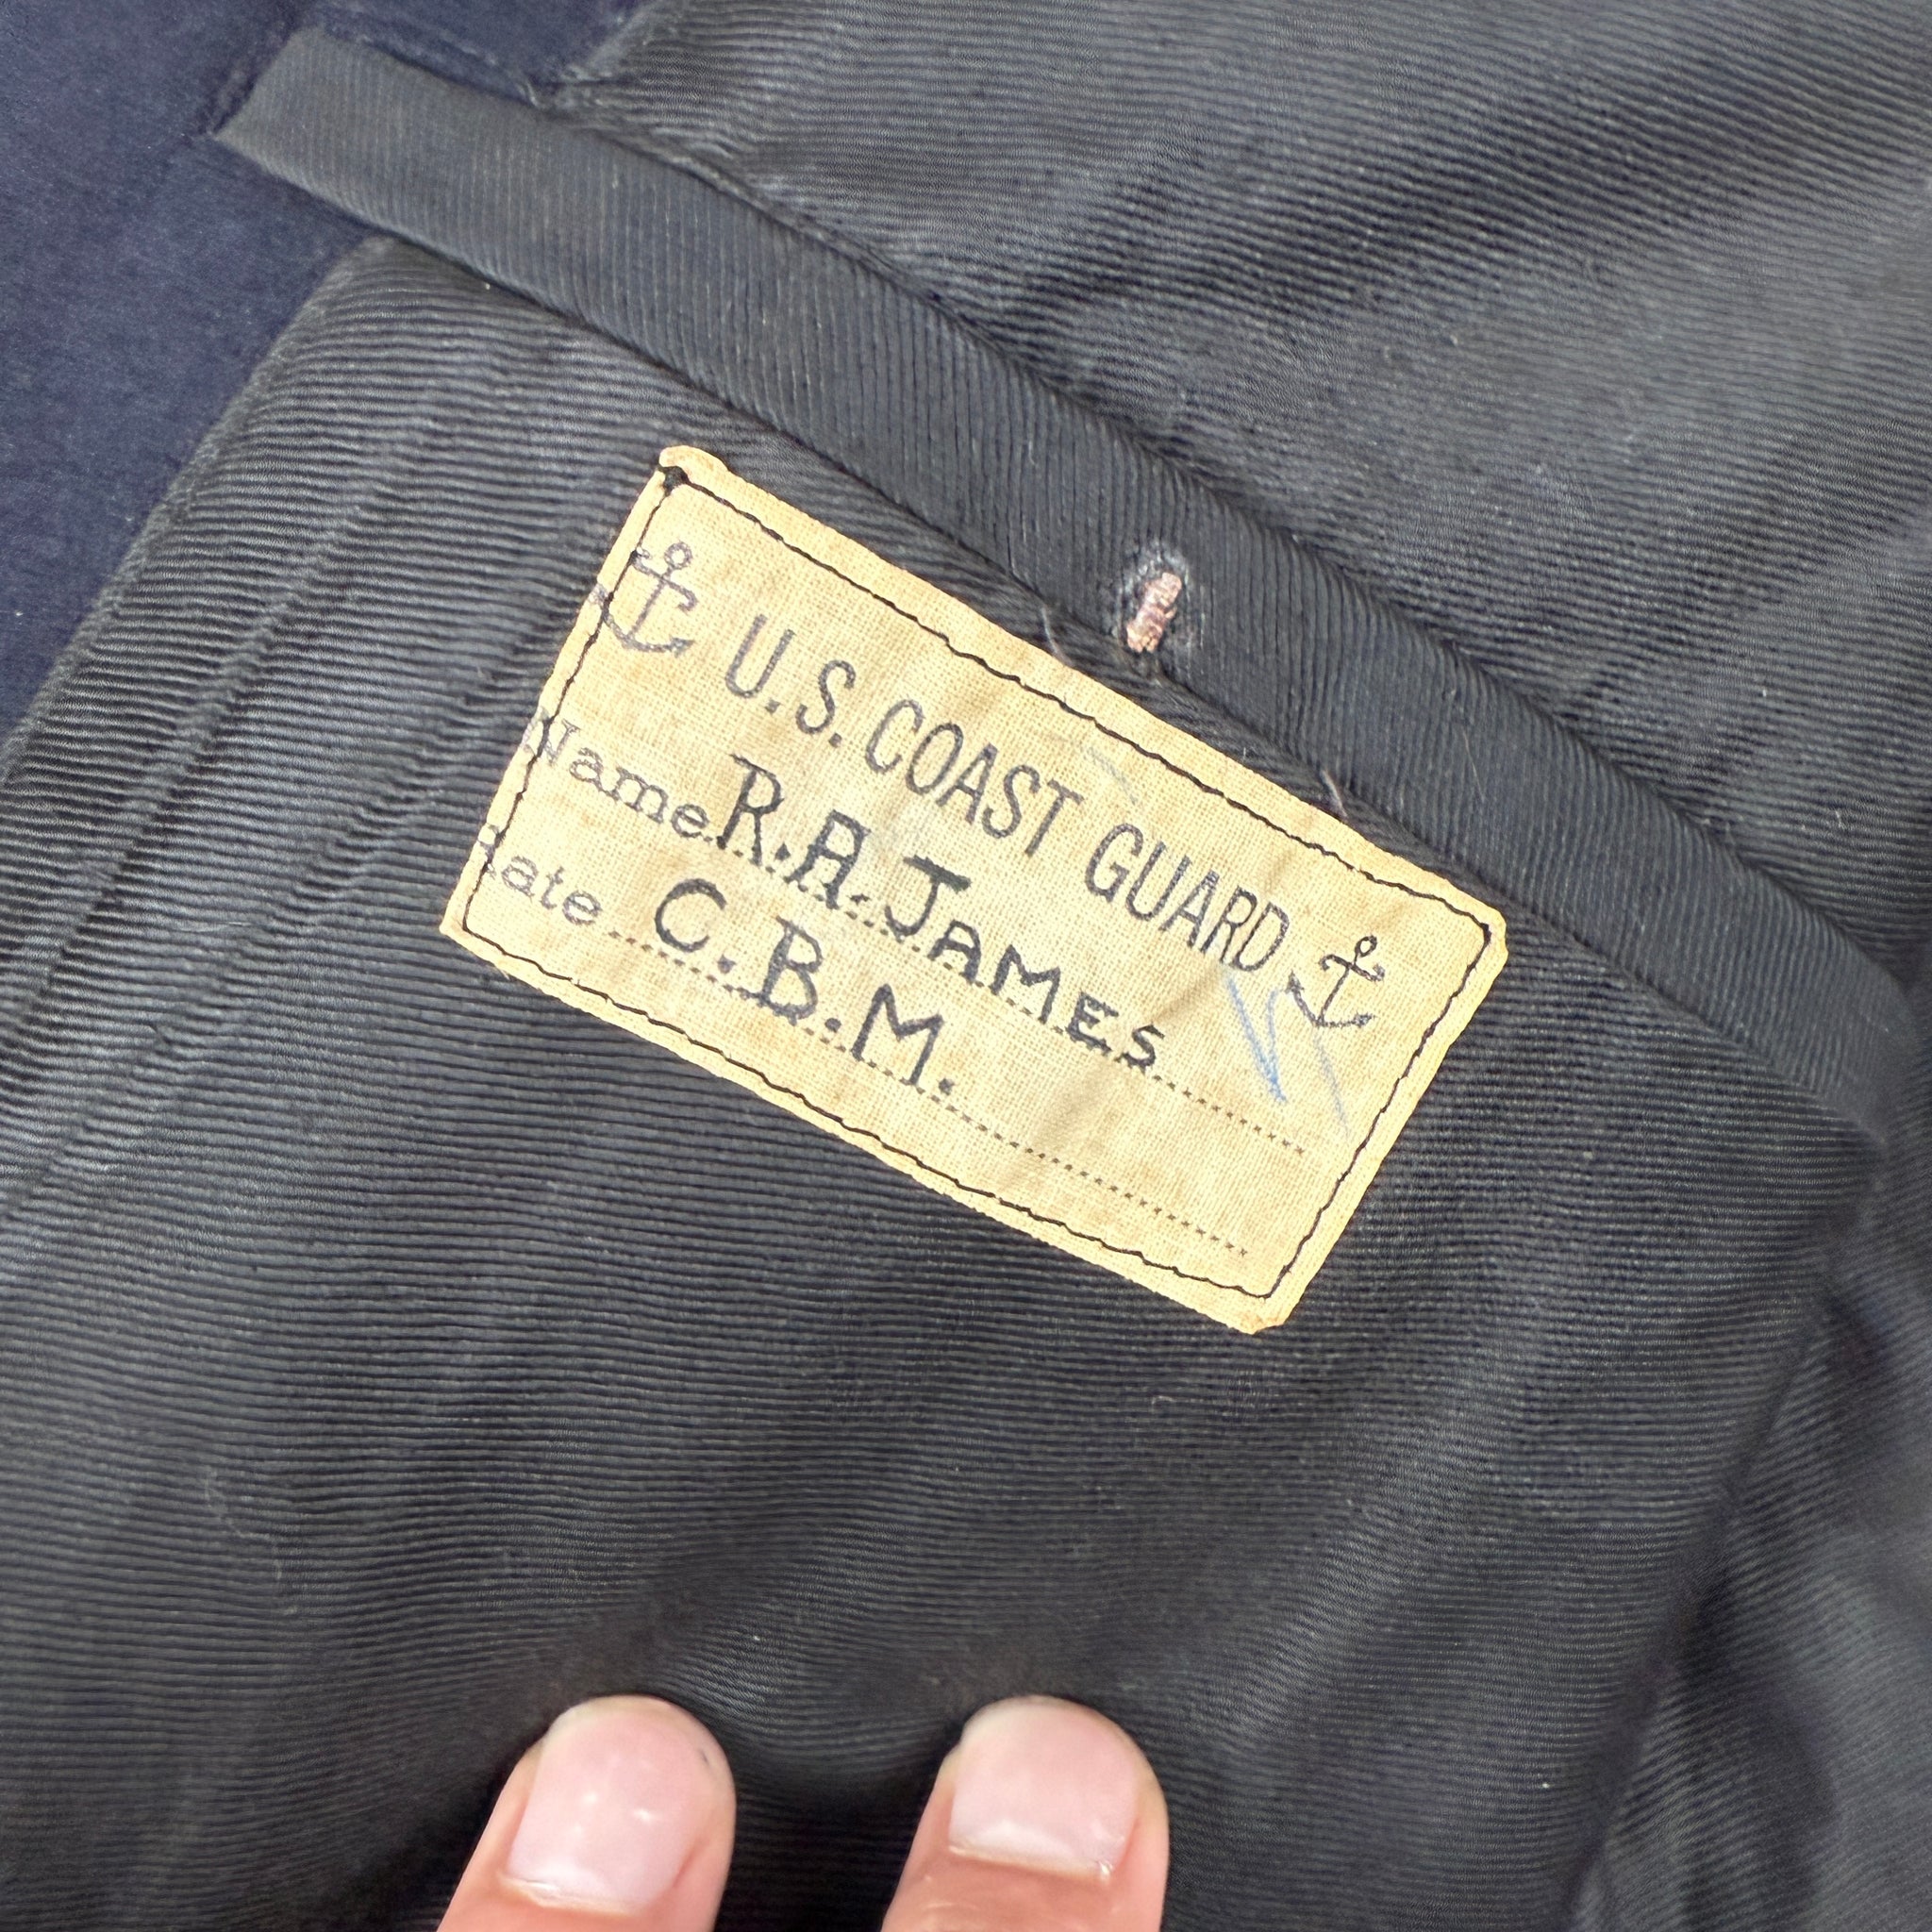 U.S. COAST GUARD
Name R.A. JAMES
Rate C.B.M.